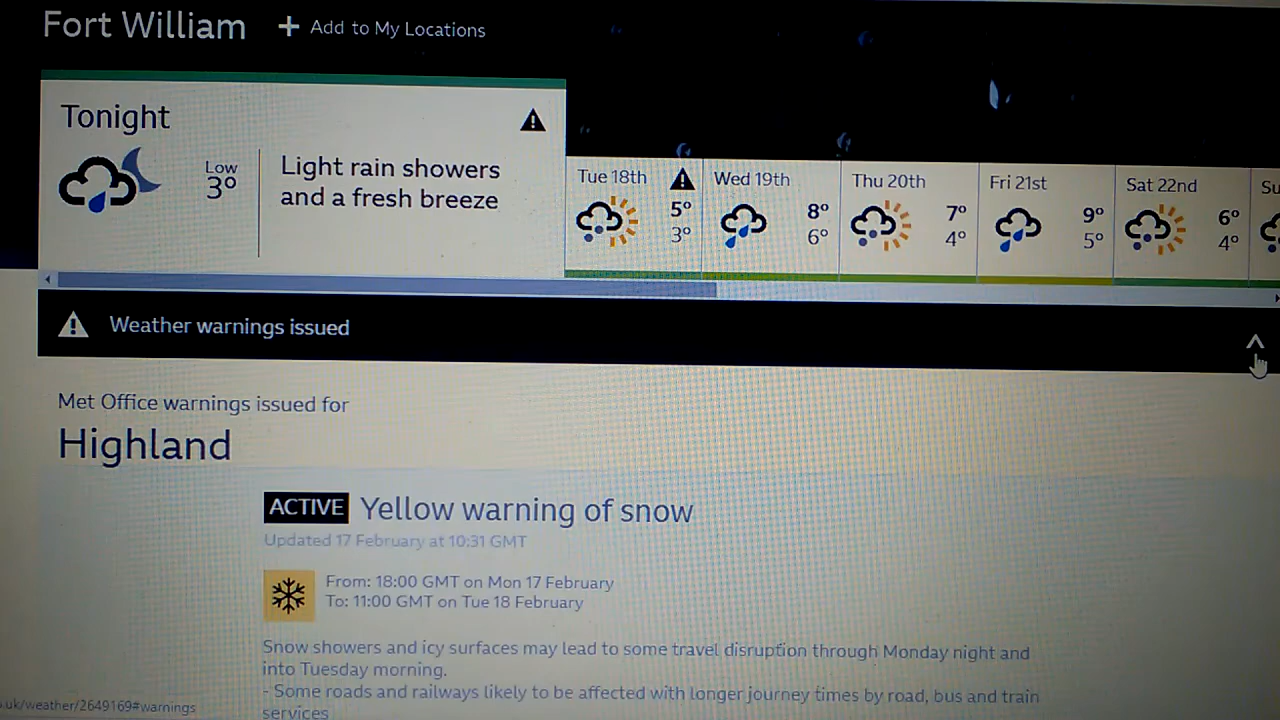 Fort William + Add to My Locations
Tonight
Low
3°
Light rain showers
and a fresh breeze
Tue 18th
5°
3°
Wed 19th
8°
6°
Thu 20th
7°
4°
Fri 21st
9°
5°
Sat 22nd
6°
4°
Su
Weather warnings issued
Met Office warnings issued for
Highland
ACTIVE Yellow warning of snow
Updated 17 February at 10:31 GMT
From: 18:00 GMT on Mon 17 February
To: 11:00 GMT on Tue 18 February
Snow showers and icy surfaces may lead to some travel disruption through Monday night and
into Tuesday morning.
- Some roads and railways likely to be affected with longer journey times by road, bus and train
services
.uk/weather/2649169#warnings